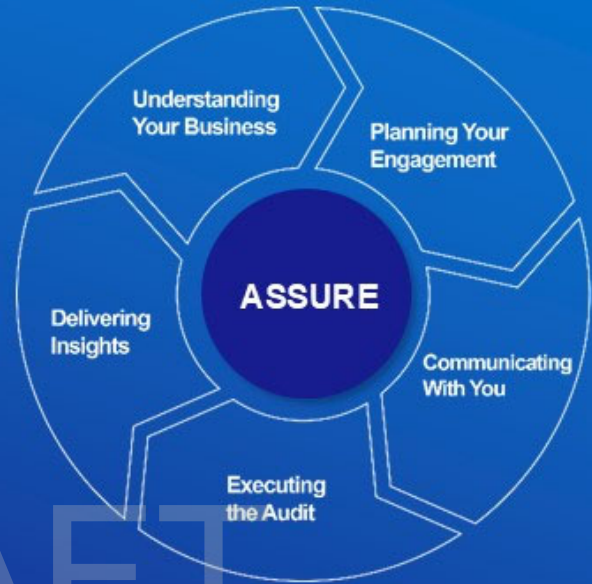 Understanding
Your Business
Planning Your
Engagement
ASSURE
Delivering
Insights
Communicating
With You
Executing
the Audit